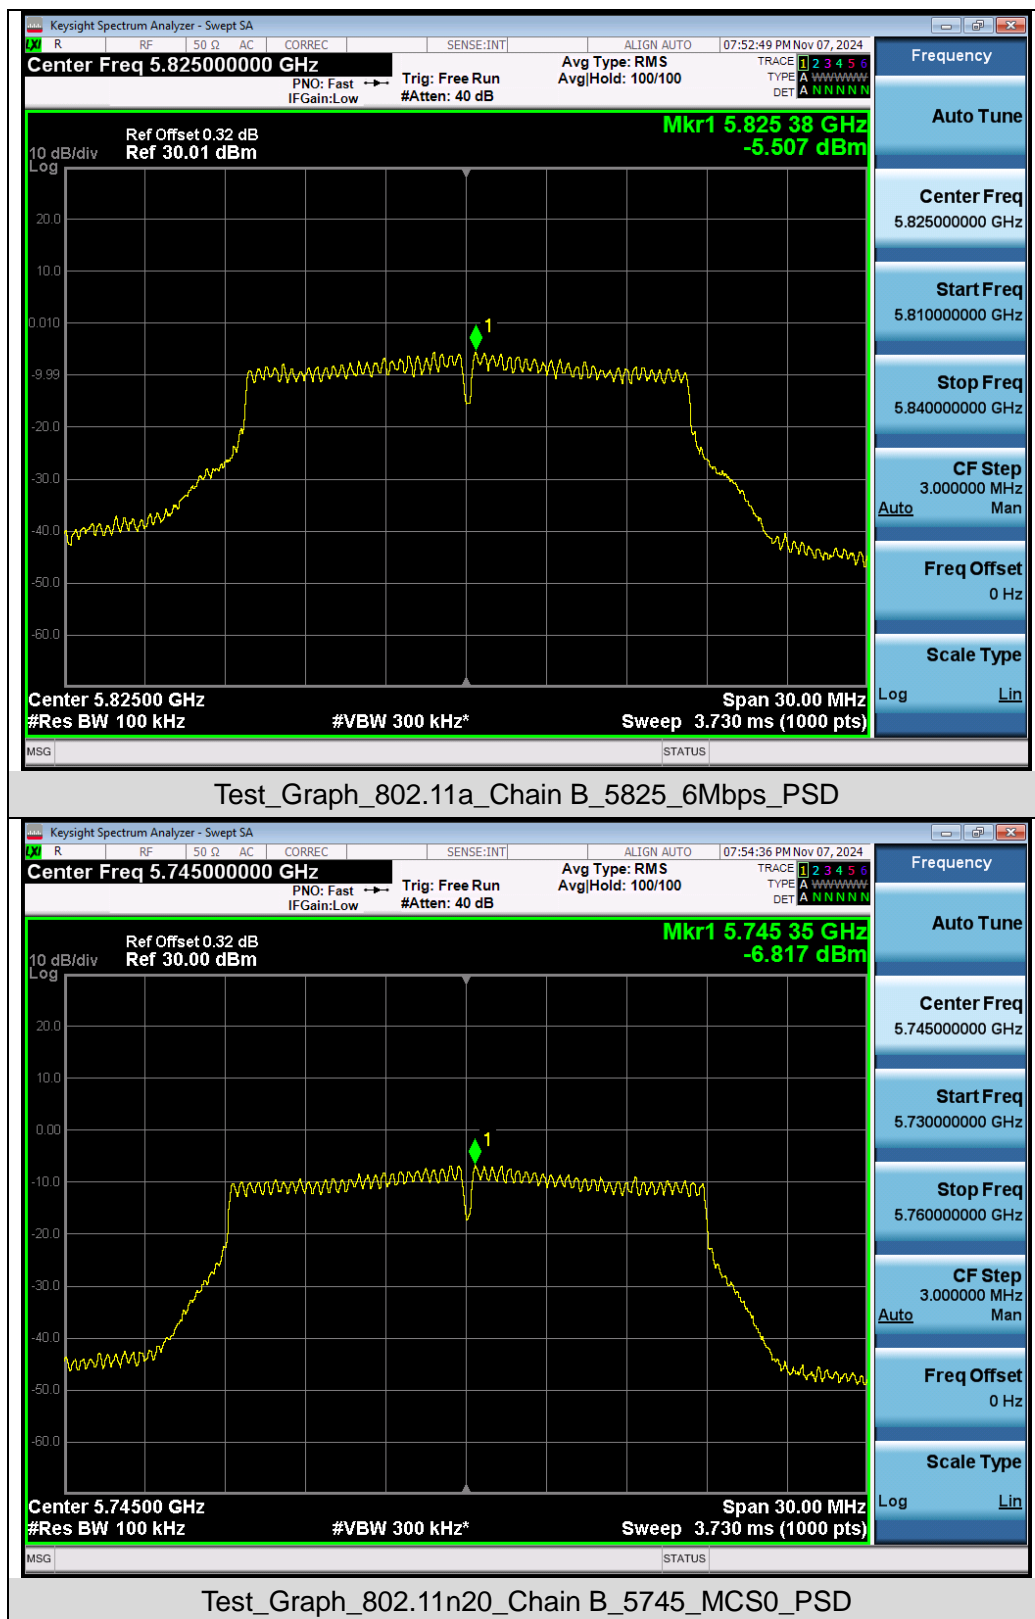 Keysight Spectrum Analyzer - Swept SA
LXI R RF 50 Ω AC CORREC SENSE:INT ALIGN AUTO 07:52:49 PM Nov 07, 2024
Center Freq 5.825000000 GHz
PNO: Fast
IFGain:Low
Trig: Free Run
#Atten: 40 dB
Avg Type: RMS
Avg|Hold: 100/100
TRACE 1 2 3 4 5 6
TYPE A WWWWW
DET A N N N N N
Ref Offset 0.32 dB
Ref 30.01 dBm
10 dB/div
Log
Mkr1 5.825 38 GHz
-5.507 dBm
20.0
10.0
0.010
-9.99
-20.0
-30.0
-40.0
-50.0
-60.0
1
Center 5.82500 GHz
Span 30.00 MHz
#Res BW 100 kHz
#VBW 300 kHz*
Sweep 3.730 ms (1000 pts)
MSG
STATUS
Frequency
Auto Tune
Center Freq
5.825000000 GHz
Start Freq
5.810000000 GHz
Stop Freq
5.840000000 GHz
CF Step
3.000000 MHz
Auto Man
Freq Offset
0 Hz
Scale Type
Log Lin
Test_Graph_802.11a_Chain B_5825_6Mbps_PSD
Keysight Spectrum Analyzer - Swept SA
LXI R RF 50 Ω AC CORREC SENSE:INT ALIGN AUTO 07:54:36 PM Nov 07, 2024
Center Freq 5.745000000 GHz
PNO: Fast
IFGain:Low
Trig: Free Run
#Atten: 40 dB
Avg Type: RMS
Avg|Hold: 100/100
TRACE 1 2 3 4 5 6
TYPE A WWWWW
DET A N N N N N
Ref Offset 0.32 dB
Ref 30.00 dBm
10 dB/div
Log
Mkr1 5.745 35 GHz
-6.817 dBm
20.0
10.0
0.00
-10.0
-20.0
-30.0
-40.0
-50.0
-60.0
1
Center 5.74500 GHz
Span 30.00 MHz
#Res BW 100 kHz
#VBW 300 kHz*
Sweep 3.730 ms (1000 pts)
MSG
STATUS
Frequency
Auto Tune
Center Freq
5.745000000 GHz
Start Freq
5.730000000 GHz
Stop Freq
5.760000000 GHz
CF Step
3.000000 MHz
Auto Man
Freq Offset
0 Hz
Scale Type
Log Lin
Test_Graph_802.11n20_Chain B_5745_MCS0_PSD